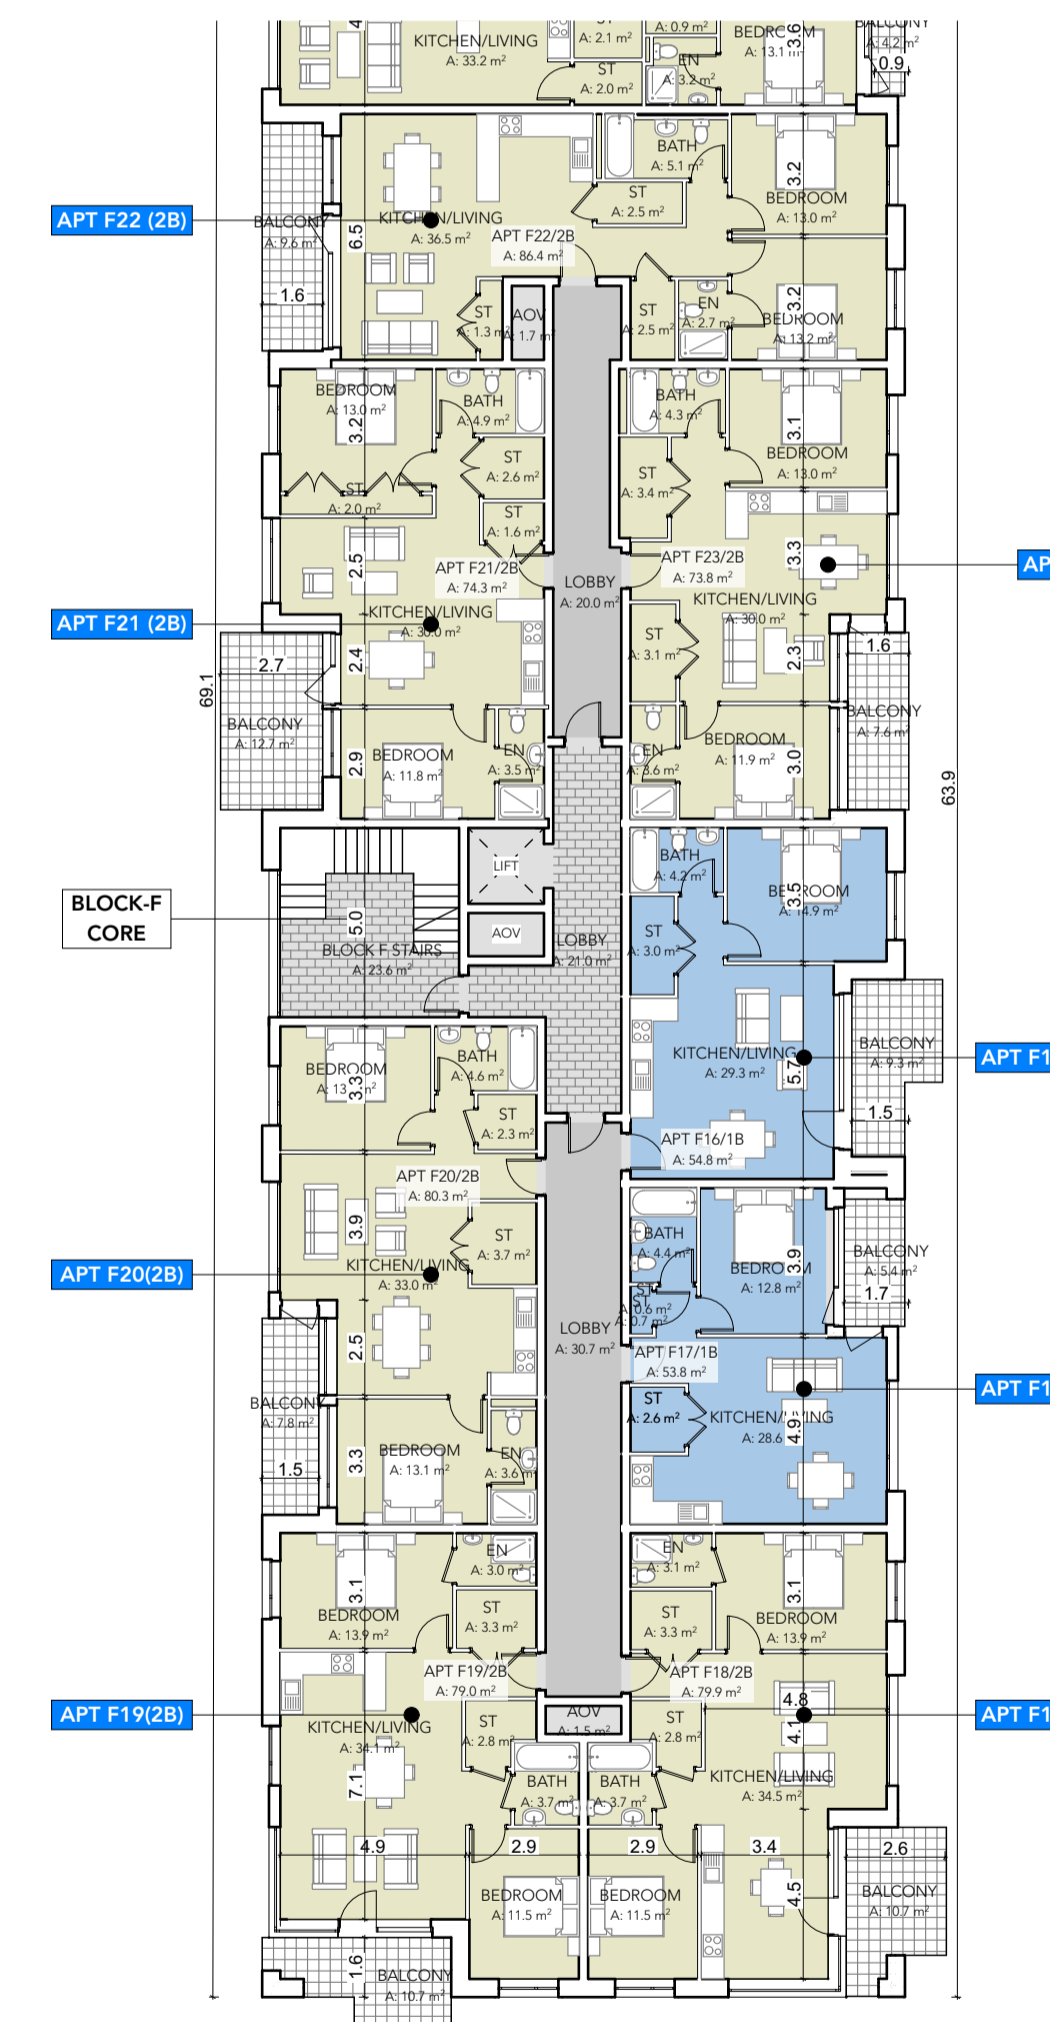 4
KITCHEN/LIVING
A: 33.2 m²
ST
A: 2.1 m²
A: 0.9 m²
ST
A: 2.0 m²
EN
A: 3.2 m²
BEDROOM
A: 13.1 m²
3.6
BALCONY
A: 4.2 m²
0.9
BATH
A: 5.1 m²
ST
A: 2.5 m²
3.2
BEDROOM
A: 13.0 m²
APT F22 (2B)
BALCONY
A: 9.6 m²
1.6
6.5
KITCHEN/LIVING
A: 36.5 m²
APT F22/2B
A: 86.4 m²
ST
A: 1.3 m²
AOV
A: 1.7 m²
ST
A: 2.5 m²
EN
A: 2.7 m²
3.2
BEDROOM
A: 13.2 m²
BEDROOM
A: 13.0 m²
3.2
BATH
A: 4.9 m²
BATH
A: 4.3 m²
3.1
BEDROOM
A: 13.0 m²
ST
A: 2.0 m²
ST
A: 2.6 m²
ST
A: 3.4 m²
ST
A: 1.6 m²
2.5
APT F21/2B
A: 74.3 m²
LOBBY
A: 20.0 m²
APT F23/2B
A: 73.8 m²
3.3
AP
APT F21 (2B)
KITCHEN/LIVING
KITCHEN/LIVING
A: 30.0 m²
2.4
ST
A: 3.1 m²
2.3
1.6
69.1
2.7
BALCONY
A: 12.7 m²
2.9
BEDROOM
A: 11.8 m²
EN
A: 3.5 m²
EN
A: 3.6 m²
BEDROOM
A: 11.9 m²
3.0
BALCONY
A: 7.6 m²
63.9
LIFT
BATH
A: 4.2 m²
3.5
BEDROOM
A: 14.9 m²
BLOCK-F
CORE
5.0
BLOCK F STAIRS
A: 23.6 m²
AOV
LOBBY
A: 21.0 m²
ST
A: 3.0 m²
BEDROOM
3.3
BATH
A: 4.6 m²
KITCHEN/LIVING
A: 29.3 m²
5.7
BALCONY
A: 9.3 m²
APT F1
1.5
ST
A: 2.3 m²
APT F16/1B
A: 54.8 m²
APT F20/2B
A: 80.3 m²
3.9
ST
A: 3.7 m²
BATH
A: 4.4 m²
BEDROOM
A: 12.8 m²
3.9
BALCONY
A: 5.4 m²
1.7
APT F20(2B)
KITCHEN/LIVING
A: 33.0 m²
ST
A: 0.6 m²
ST
A: 0.7 m²
2.5
LOBBY
A: 30.7 m²
APT F17/1B
A: 53.8 m²
APT F1
BALCONY
A: 7.8 m²
ST
A: 2.6 m²
KITCHEN/LIVING
A: 28.6
4.9
1.5
3.3
BEDROOM
A: 13.1 m²
EN
A: 3.6 m
3.1
BEDROOM
A: 13.9 m²
EN
A: 3.0 m²
EN
A: 3.1 m²
3.1
BEDROOM
A: 13.9 m²
ST
A: 3.3 m²
ST
A: 3.3 m²
APT F19/2B
A: 79.0 m²
APT F18/2B
A: 79.9 m²
APT F19(2B)
KITCHEN/LIVING
A: 34.1 m²
7.1
ST
A: 2.8 m²
AOV
A: 1.5 m²
ST
A: 2.8 m²
4.8
4.1
APT F1
KITCHEN/LIVING
A: 34.5 m²
BATH
A: 3.7 m²
BATH
A: 3.7 m²
4.9
2.9
2.9
3.4
2.6
BEDROOM
A: 11.5 m²
BEDROOM
A: 11.5 m²
4.5
BALCONY
A: 10.7 m²
1.6
BALCONY
A: 10.7 m²